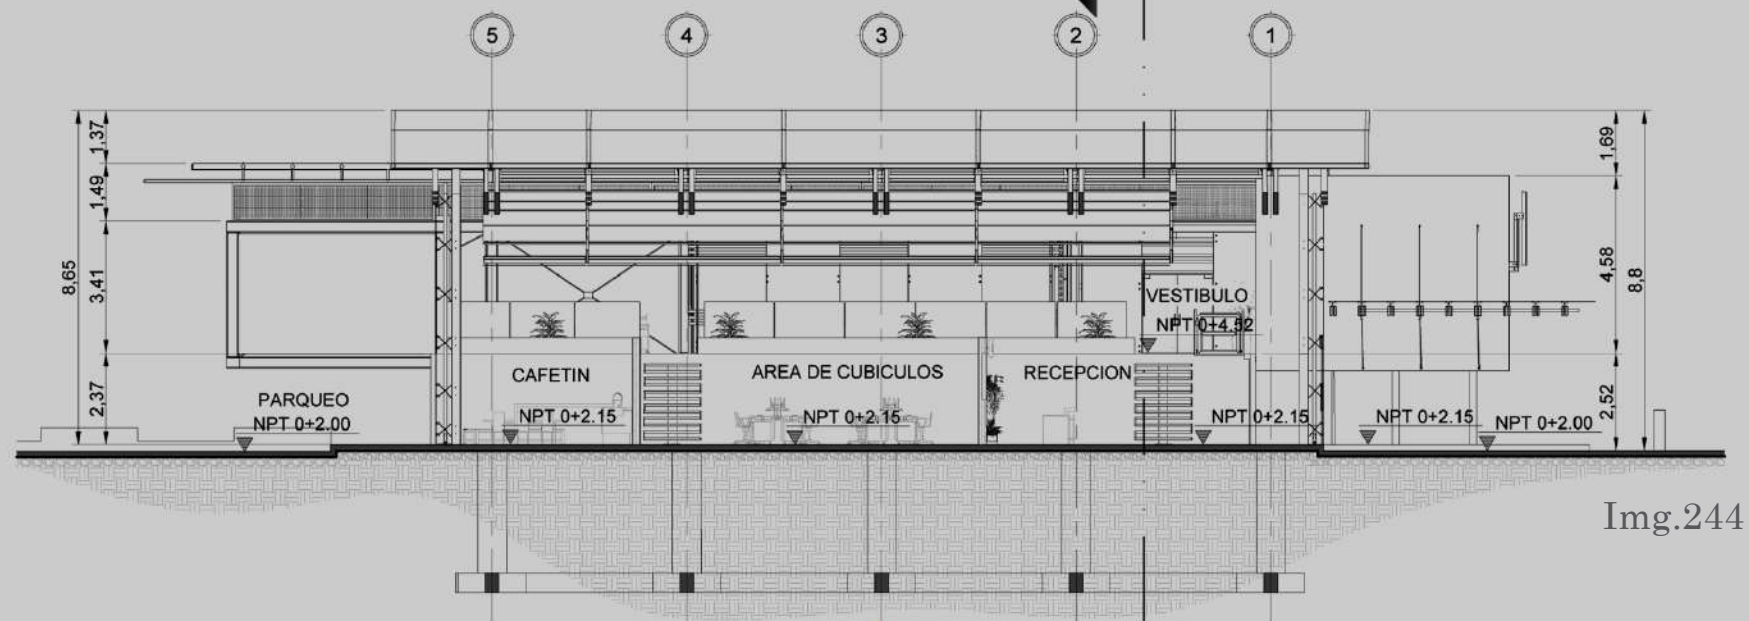 5 4 3 2 1
1,37
1,49
8,65
3,41
2,37
1,69
4,58
8,8
2,52
VESTIBULO
NPT 0+4.52
CAFETIN
AREA DE CUBICULOS
RECEPCION
PARQUEO
NPT 0+2.00
NPT 0+2.15
NPT 0+2.15
NPT 0+2.15
NPT 0+2.15
NPT 0+2.00
Img.244